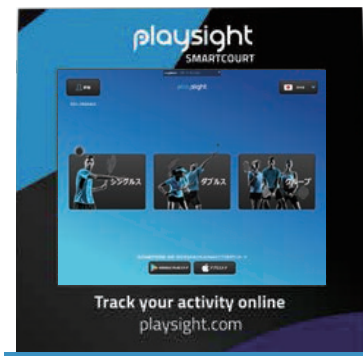 playsight
SMARTCOURT
playsight
シングルス
ダブルス
グループ
Track your activity online
playsight.com